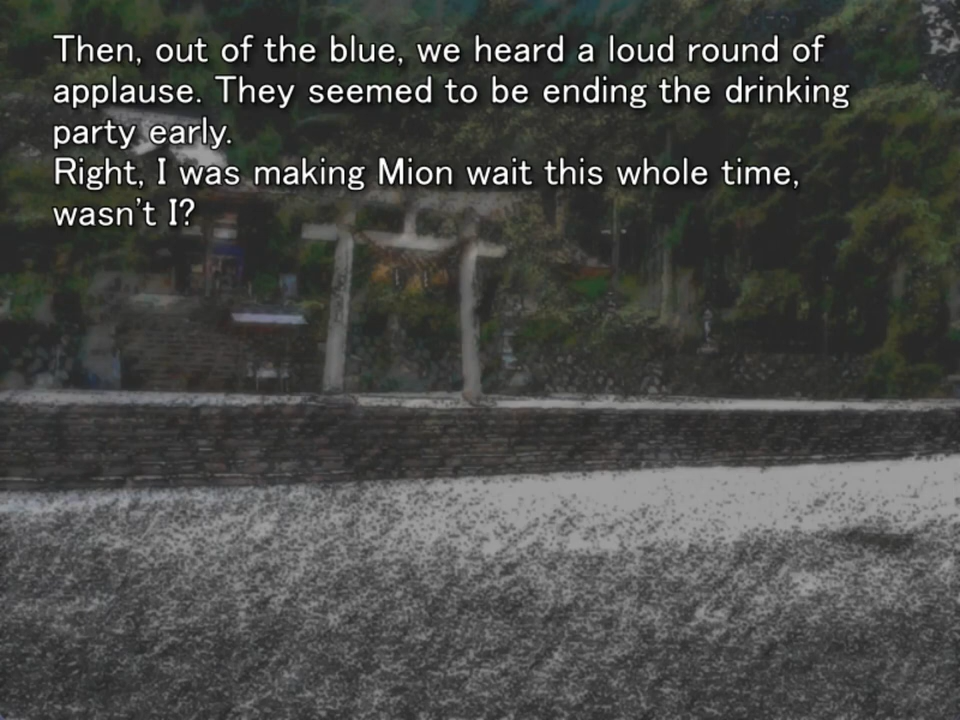 Then, out of the blue, we heard a loud round of
applause. They seemed to be ending the drinking
party early.
Right, I was making Mion wait this whole time,
wasn't I?